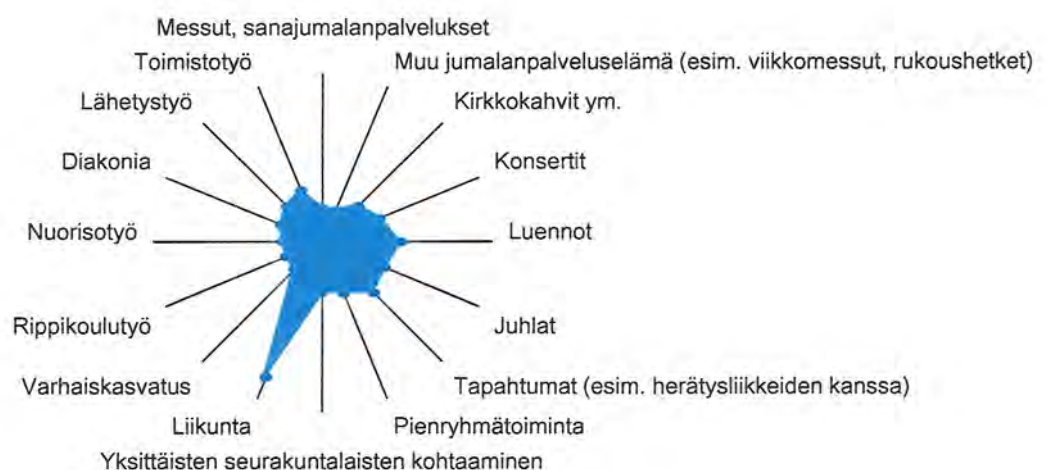 Messut, sanajumalanpalvelukset
Toimistotyö
Muu jumalanpalveluselämä (esim. viikkomessut, rukoushetket)
Lähetystyö
Kirkkokahvit ym.
Diakonia
Konsertit
Nuorisotyö
Luennot
Rippikoulutyö
Juhlat
Varhaiskasvatus
Tapahtumat (esim. herätysliikkeiden kanssa)
Liikunta
Pienryhmätoiminta
Yksittäisten seurakuntalaisten kohtaaminen